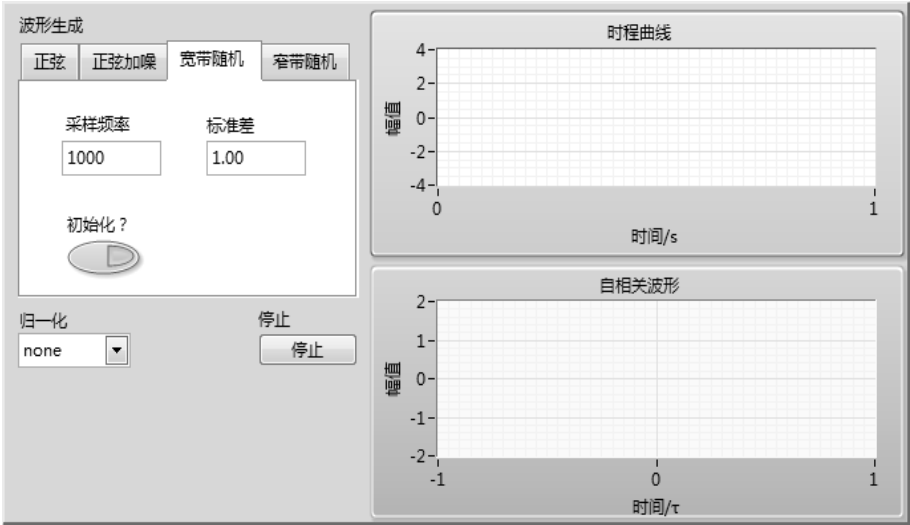 波形生成
正弦 正弦加噪 宽带随机 窄带随机
采样频率 标准差
1000 1.00
初始化？
归一化 停止
none 停止
时程曲线
幅值
4
2
0
-2
-4
0 1
时间/s
自相关波形
幅值
2
1
0
-1
-2
-1 0 1
时间/τ